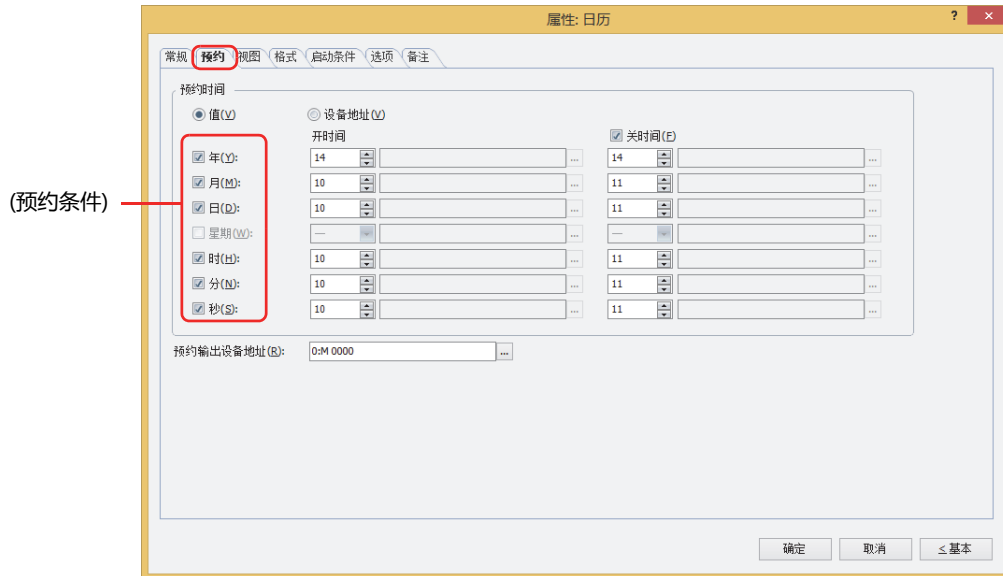 属性: 日历
? ×
常规 预约 视图 格式 启动条件 选项 备注
预约时间
值(V) 设备地址(V)
开时间 关时间(F)
年(Y): 14 ... 14 ...
月(M): 10 ... 11 ...
(预约条件)
日(D): 10 ... 11 ...
星期(W): --- ... --- ...
时(H): 10 ... 11 ...
分(N): 10 ... 11 ...
秒(S): 10 ... 11 ...
预约输出设备地址(R): 0:M 0000 ...
确定 取消 ≤基本